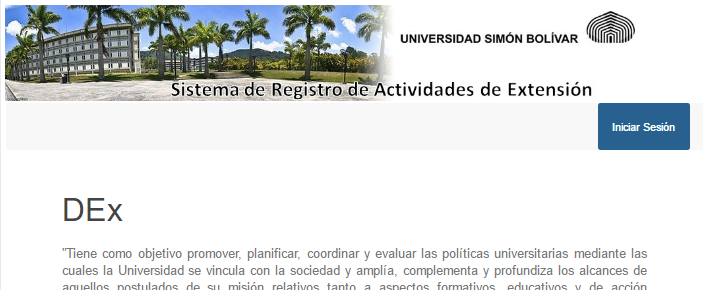 UNIVERSIDAD SIMÓN BOLÍVAR
Sistema de Registro de Actividades de Extensión
Iniciar Sesión
DEx
"Tiene como objetivo promover, planificar, coordinar y evaluar las políticas universitarias mediante las
cuales la Universidad se vincula con la sociedad y amplía, complementa y profundiza los alcances de
aquellos postulados de su misión relativos tanto a aspectos formativos, educativos y de acción